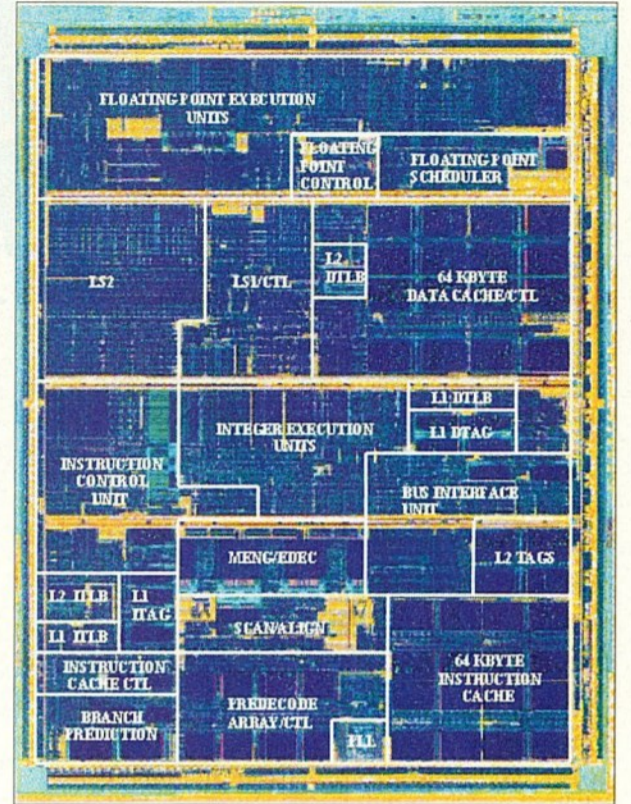 FLOATING-POINT EXECUTION
UNITS
FLOATING
POINT
CONTROL
FLOATING-POINT
SCHEDULER
LS2
LS1/CTL
L2
DTLB
64 KBYTE
DATA CACHE/CTL
L1 DTLB
L1 DTAG
INTEGER EXECUTION
UNITS
INSTRUCTION
CONTROL
UNIT
BUS INTERFACE
UNIT
MENG/EDEC
L2 TAGS
L2 ITLB
L1
ITAG
L1 ITLB
SCAN/ALIGN
INSTRUCTION
CACHE CTL
64 KBYTE
INSTRUCTION
CACHE
BRANCH
PREDICTION
PREDECODE
ARRAY/CTL
PLL